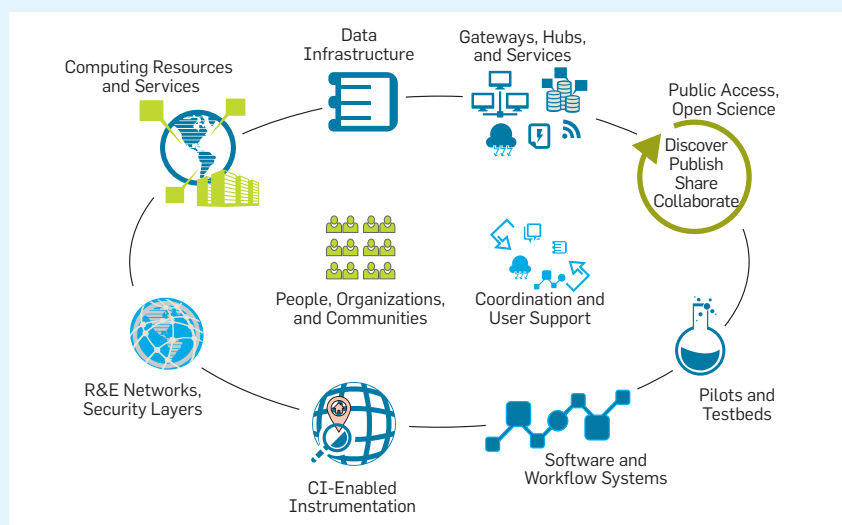 Data
Infrastructure
Gateways, Hubs,
and Services
Computing Resources
and Services
Public Access,
Open Science
Discover
Publish
Share
Collaborate
People, Organizations,
and Communities
Coordination and
User Support
R&E Networks,
Security Layers
Pilots and
Testbeds
CI-Enabled
Instrumentation
Software and
Workflow Systems